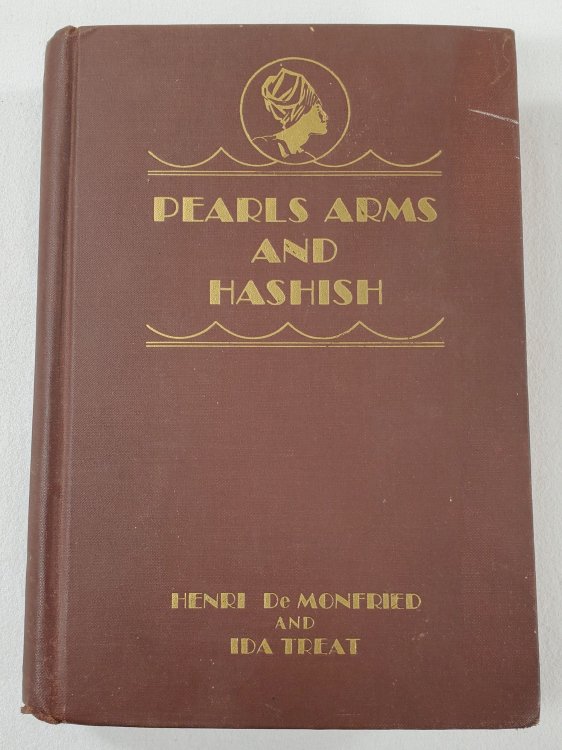 PEARLS ARMS
AND
HASHISH
HENRI De MONFRIED
AND
IDA TREAT